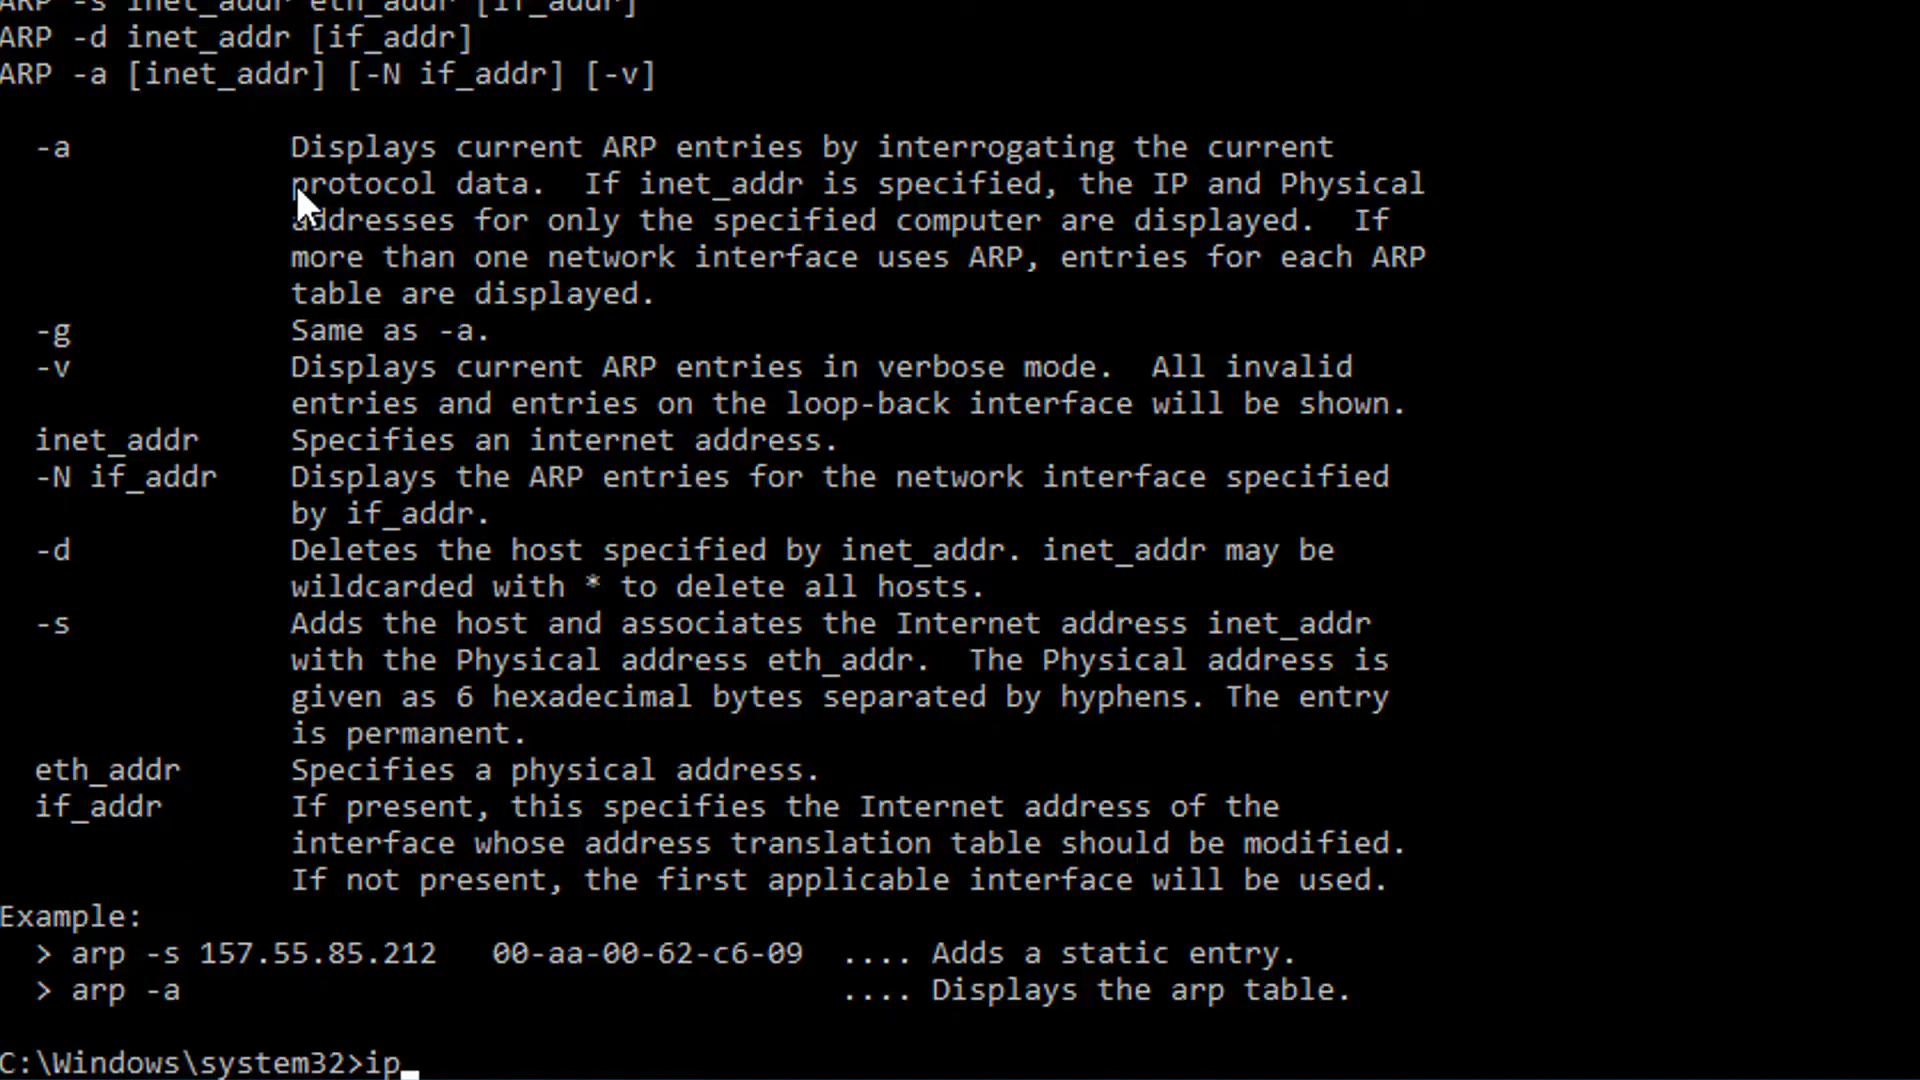 ARP -s inet_addr eth_addr [if_addr]
ARP -d inet_addr [if_addr]
ARP -a [inet_addr] [-N if_addr] [-v]
-a Displays current ARP entries by interrogating the current
protocol data. If inet_addr is specified, the IP and Physical
addresses for only the specified computer are displayed. If
more than one network interface uses ARP, entries for each ARP
table are displayed.
-g Same as -a.
-v Displays current ARP entries in verbose mode. All invalid
entries and entries on the loop-back interface will be shown.
inet_addr Specifies an internet address.
-N if_addr Displays the ARP entries for the network interface specified
by if_addr.
-d Deletes the host specified by inet_addr. inet_addr may be
wildcarded with * to delete all hosts.
-s Adds the host and associates the Internet address inet_addr
with the Physical address eth_addr. The Physical address is
given as 6 hexadecimal bytes separated by hyphens. The entry
is permanent.
eth_addr Specifies a physical address.
if_addr If present, this specifies the Internet address of the
interface whose address translation table should be modified.
If not present, the first applicable interface will be used.
Example:
> arp -s 157.55.85.212 00-aa-00-62-c6-09 .... Adds a static entry.
> arp -a .... Displays the arp table.
C:\Windows\system32>ip_